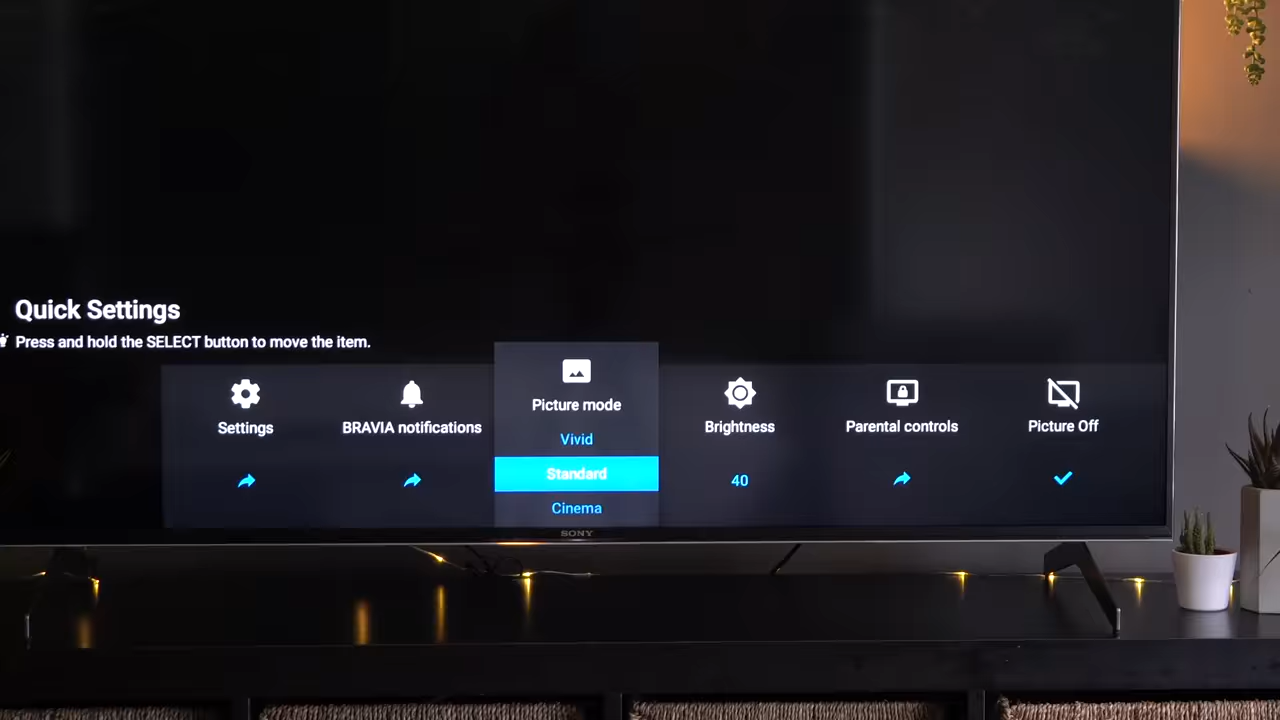 Quick Settings
Press and hold the SELECT button to move the item.
Settings
BRAVIA notifications
Picture mode
Vivid
Standard
Cinema
Brightness
40
Parental controls
Picture Off
SONY